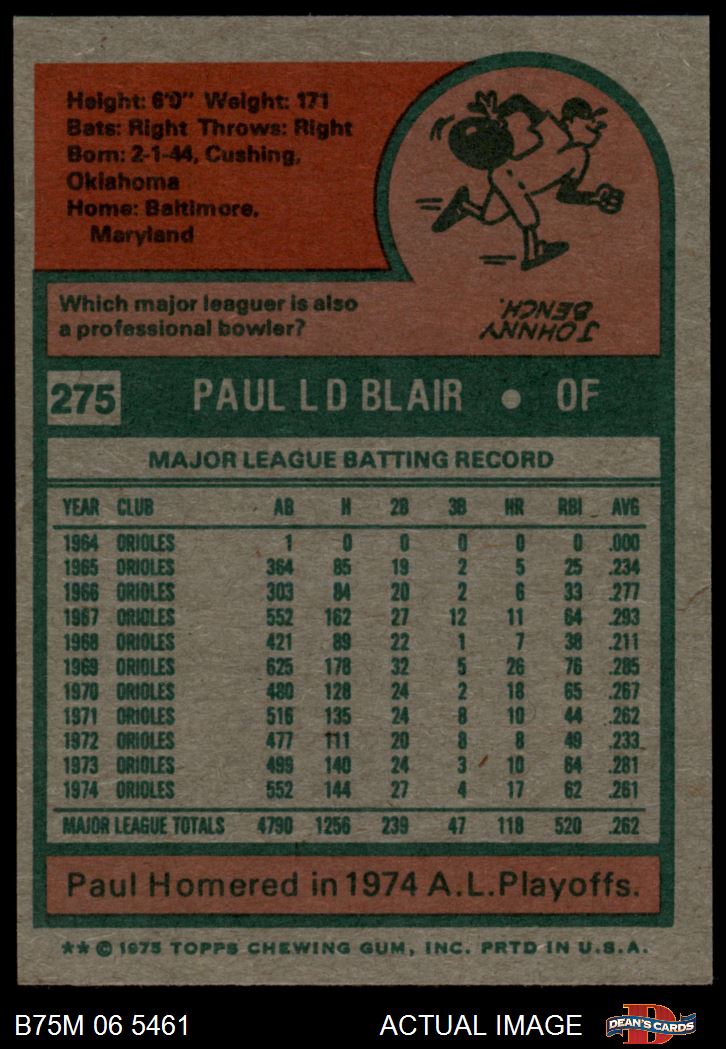 Height: 6'0" Weight: 171
Bats: Right Throws: Right
Born: 2-1-44, Cushing,
Oklahoma
Home: Baltimore,
Maryland
Which major leaguer is also
a professional bowler?
JOHNNY
BENCH.
275 PAUL L D BLAIR • OF
MAJOR LEAGUE BATTING RECORD
YEAR CLUB AB H 2B 3B HR RBI AVG
1964 ORIOLES 1 0 0 0 0 0 .000
1965 ORIOLES 364 85 19 2 5 25 .234
1966 ORIOLES 303 84 20 2 6 33 .277
1967 ORIOLES 552 162 27 12 11 64 .293
1968 ORIOLES 421 89 22 1 7 38 .211
1969 ORIOLES 625 178 32 5 26 76 .285
1970 ORIOLES 480 128 24 2 18 65 .267
1971 ORIOLES 516 135 24 8 10 44 .262
1972 ORIOLES 477 111 20 8 8 49 .233
1973 ORIOLES 499 140 24 3 10 64 .281
1974 ORIOLES 552 144 27 4 17 62 .261
MAJOR LEAGUE TOTALS 4790 1256 239 47 118 520 .262
Paul Homered in 1974 A.L. Playoffs.
** © 1975 TOPPS CHEWING GUM, INC. PRTD IN U.S.A.
B75M 06 5461 ACTUAL IMAGE D DEAN'S CARDS